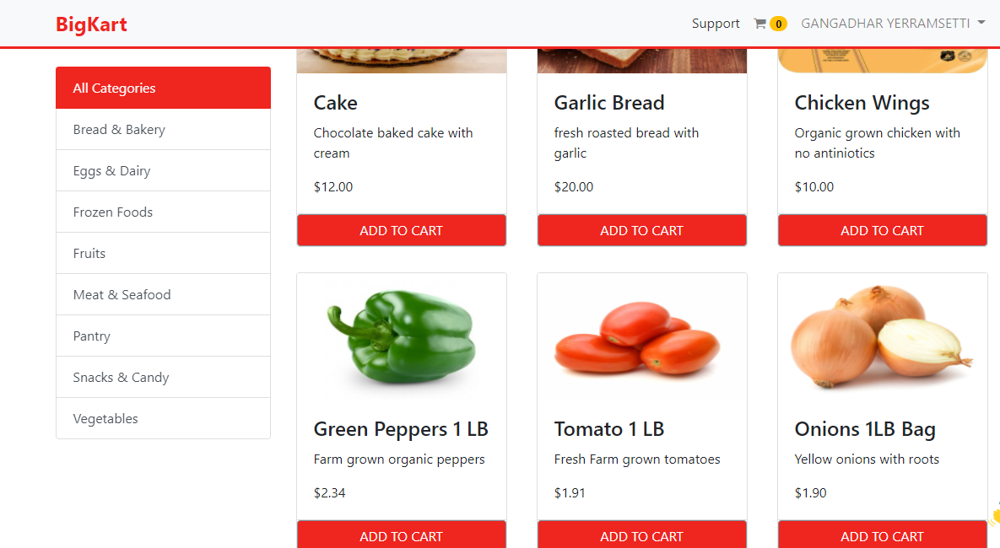 BigKart
Support
0
GANGADHAR YERRAMSETTI
All Categories
Bread & Bakery
Eggs & Dairy
Frozen Foods
Fruits
Meat & Seafood
Pantry
Snacks & Candy
Vegetables
Cake
Chocolate baked cake with
cream
$12.00
ADD TO CART
Garlic Bread
fresh roasted bread with
garlic
$20.00
ADD TO CART
Chicken Wings
Organic grown chicken with
no antiniotics
$10.00
ADD TO CART
Green Peppers 1 LB
Farm grown organic peppers
$2.34
ADD TO CART
Tomato 1 LB
Fresh Farm grown tomatoes
$1.91
ADD TO CART
Onions 1LB Bag
Yellow onions with roots
$1.90
ADD TO CART